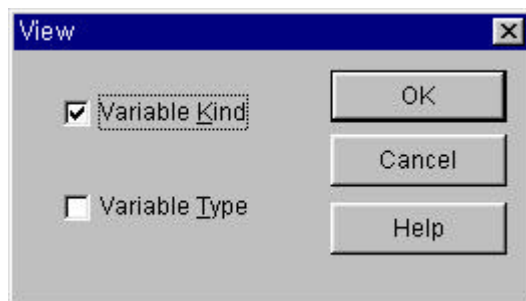 View
Variable Kind
OK
Cancel
Variable Type
Help